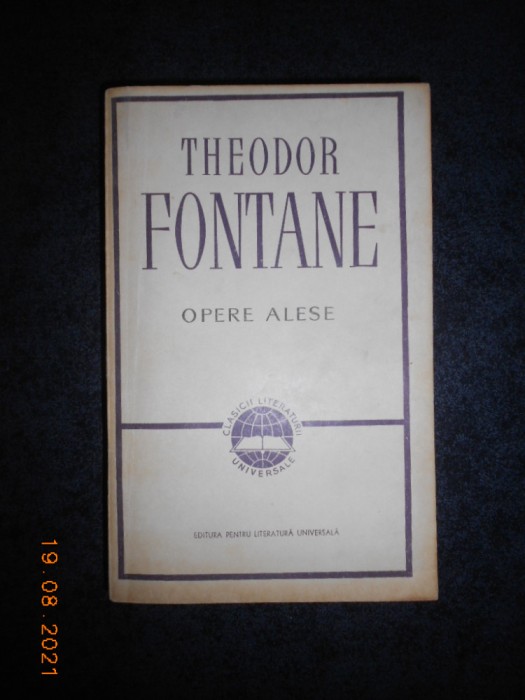 THEODOR
FONTANE
OPERE ALESE
CLASICII LITERATURII
UNIVERSALE
EDITURA PENTRU LITERATURĂ UNIVERSALĂ
19.08.2021